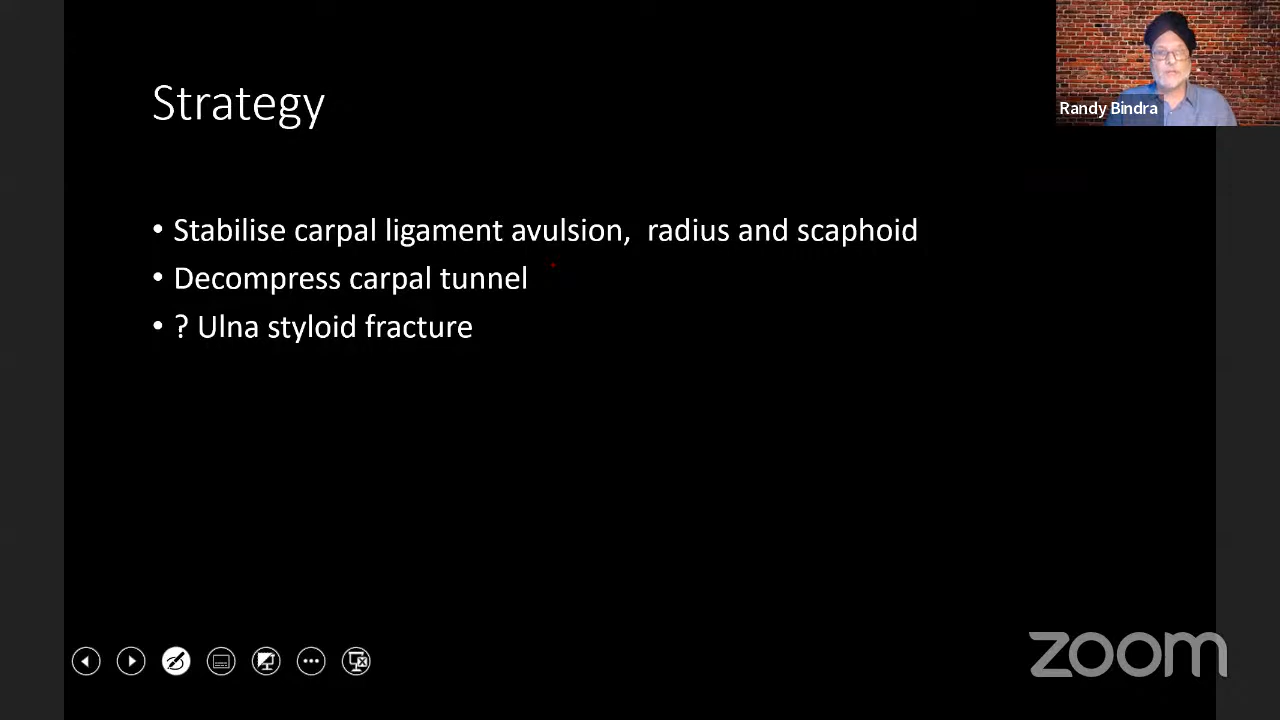 Randy Bindra
Strategy
• Stabilise carpal ligament avulsion, radius and scaphoid
• Decompress carpal tunnel
• ? Ulna styloid fracture
zoom